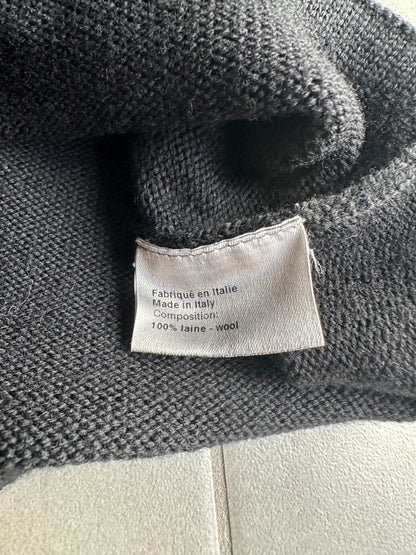 Fabriqué en Italie
Made in Italy
Composition:
100% laine - wool